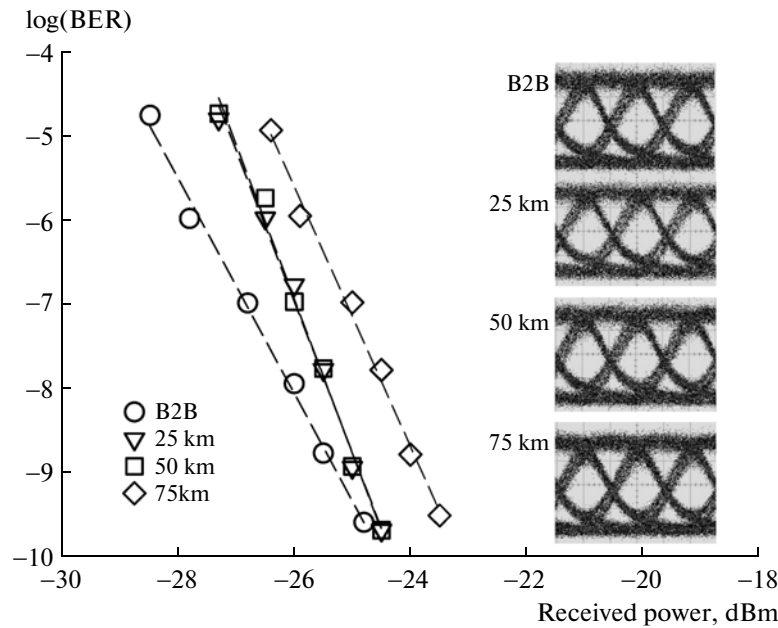 log(BER)
−4
−5
−6
−7
−8
−9
−10
B2B
25 km
50 km
75km
B2B
25 km
50 km
75 km
−30
−28
−26
−24
−22
−20
−18
Received power, dBm